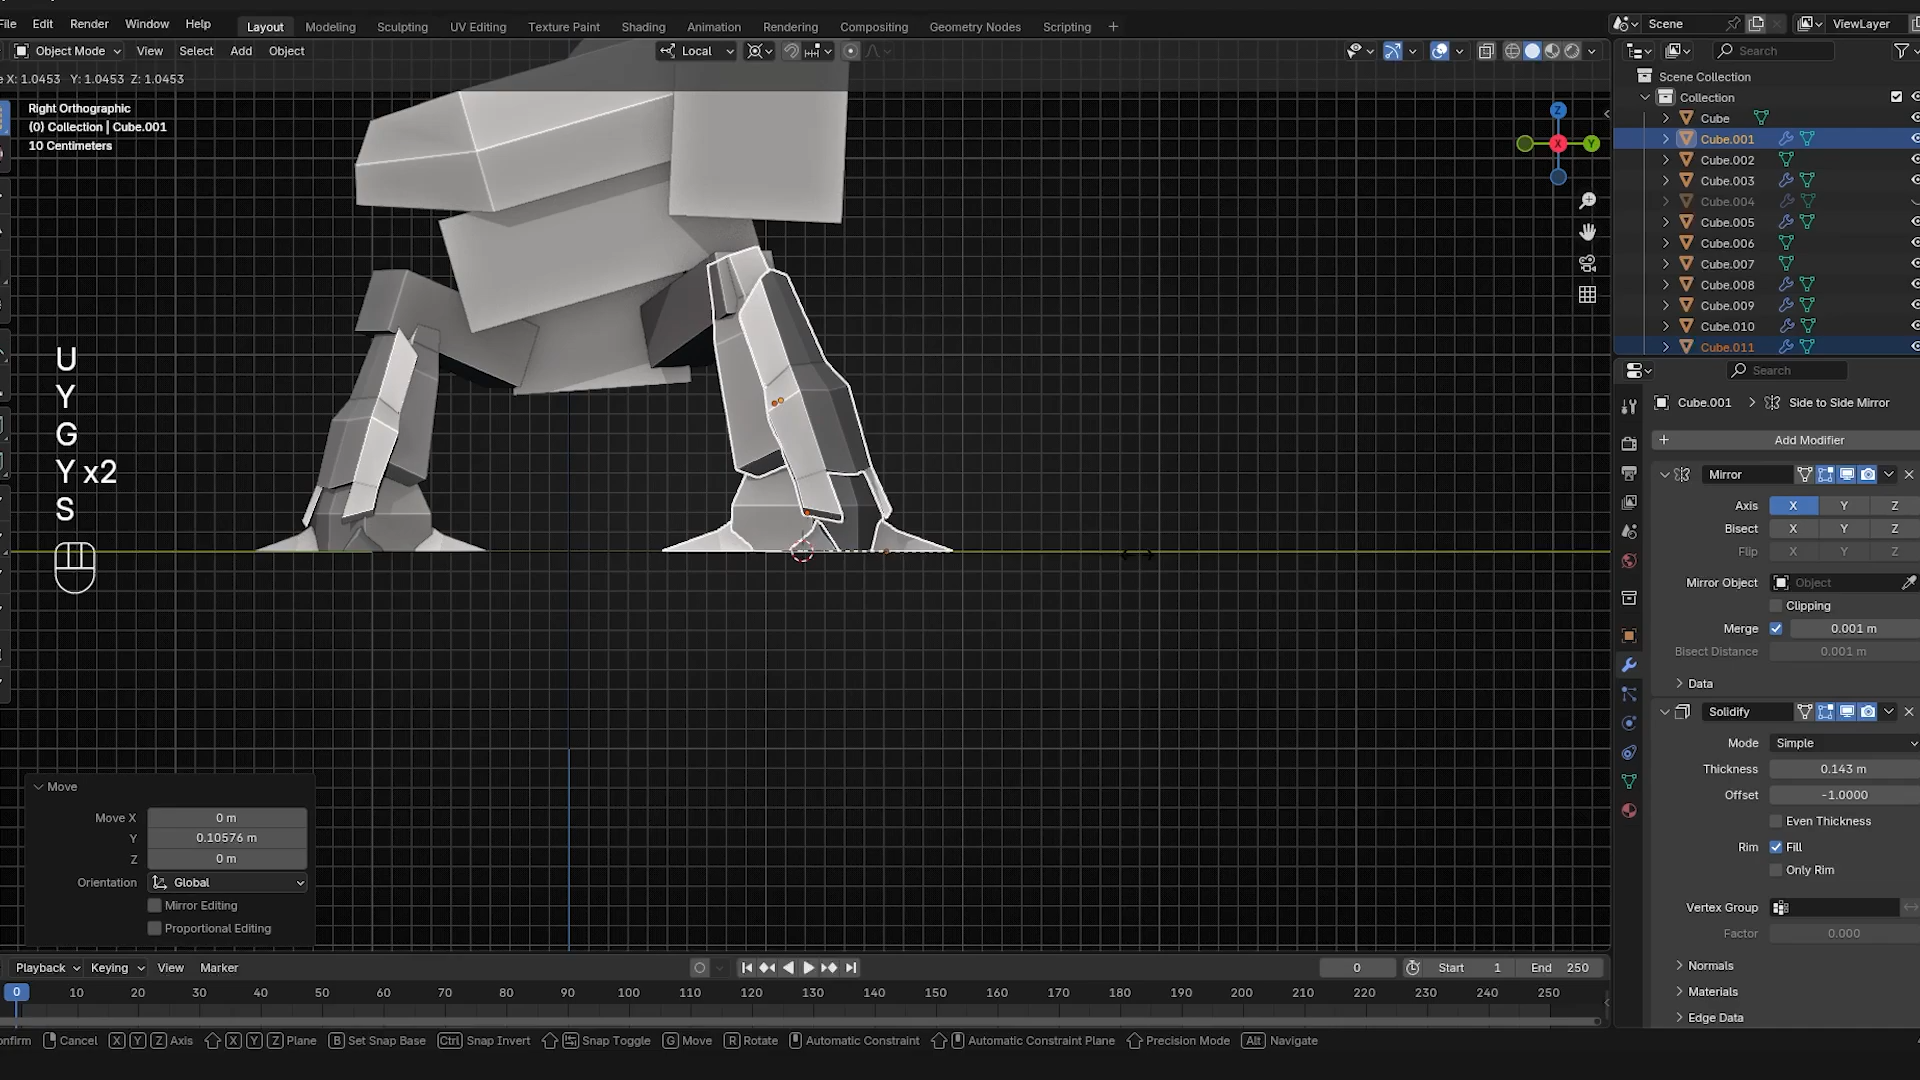 File Edit Render Window Help Layout Modeling Sculpting UV Editing Texture Paint Shading Animation Rendering Compositing Geometry Nodes Scripting + Scene ViewLayer
Object Mode View Select Add Object Local Search
X: 1.0453 Y: 1.0453 Z: 1.0453
Right Orthographic
(0) Collection | Cube.001
10 Centimeters
Z
X
Y
Scene Collection
Collection
Cube
Cube.001
Cube.002
Cube.003
Cube.004
Cube.005
Cube.006
Cube.007
Cube.008
Cube.009
Cube.010
Cube.011
U
Y
G
Y x2
S
Search
Cube.001 > Side to Side Mirror
+ Add Modifier
Mirror
Axis X Y Z
Bisect X Y Z
Flip X Y Z
Mirror Object Object
Clipping
Merge 0.001 m
Bisect Distance 0.001 m
Data
Solidify
Mode Simple
Thickness 0.143 m
Offset -1.0000
Even Thickness
Rim Fill
Only Rim
Vertex Group
Factor 0.000
Normals
Materials
Edge Data
Move
Move X 0 m
Y 0.10576 m
Z 0 m
Orientation Global
Mirror Editing
Proportional Editing
Playback Keying View Marker 0 Start 1 End 250
0 10 20 30 40 50 60 70 80 90 100 110 120 130 140 150 160 170 180 190 200 210 220 230 240 250
Cancel X Y Z Axis X Y Z Plane B Set Snap Base Ctrl Snap Invert Snap Toggle G Move R Rotate Automatic Constraint Automatic Constraint Plane Precision Mode Alt Navigate